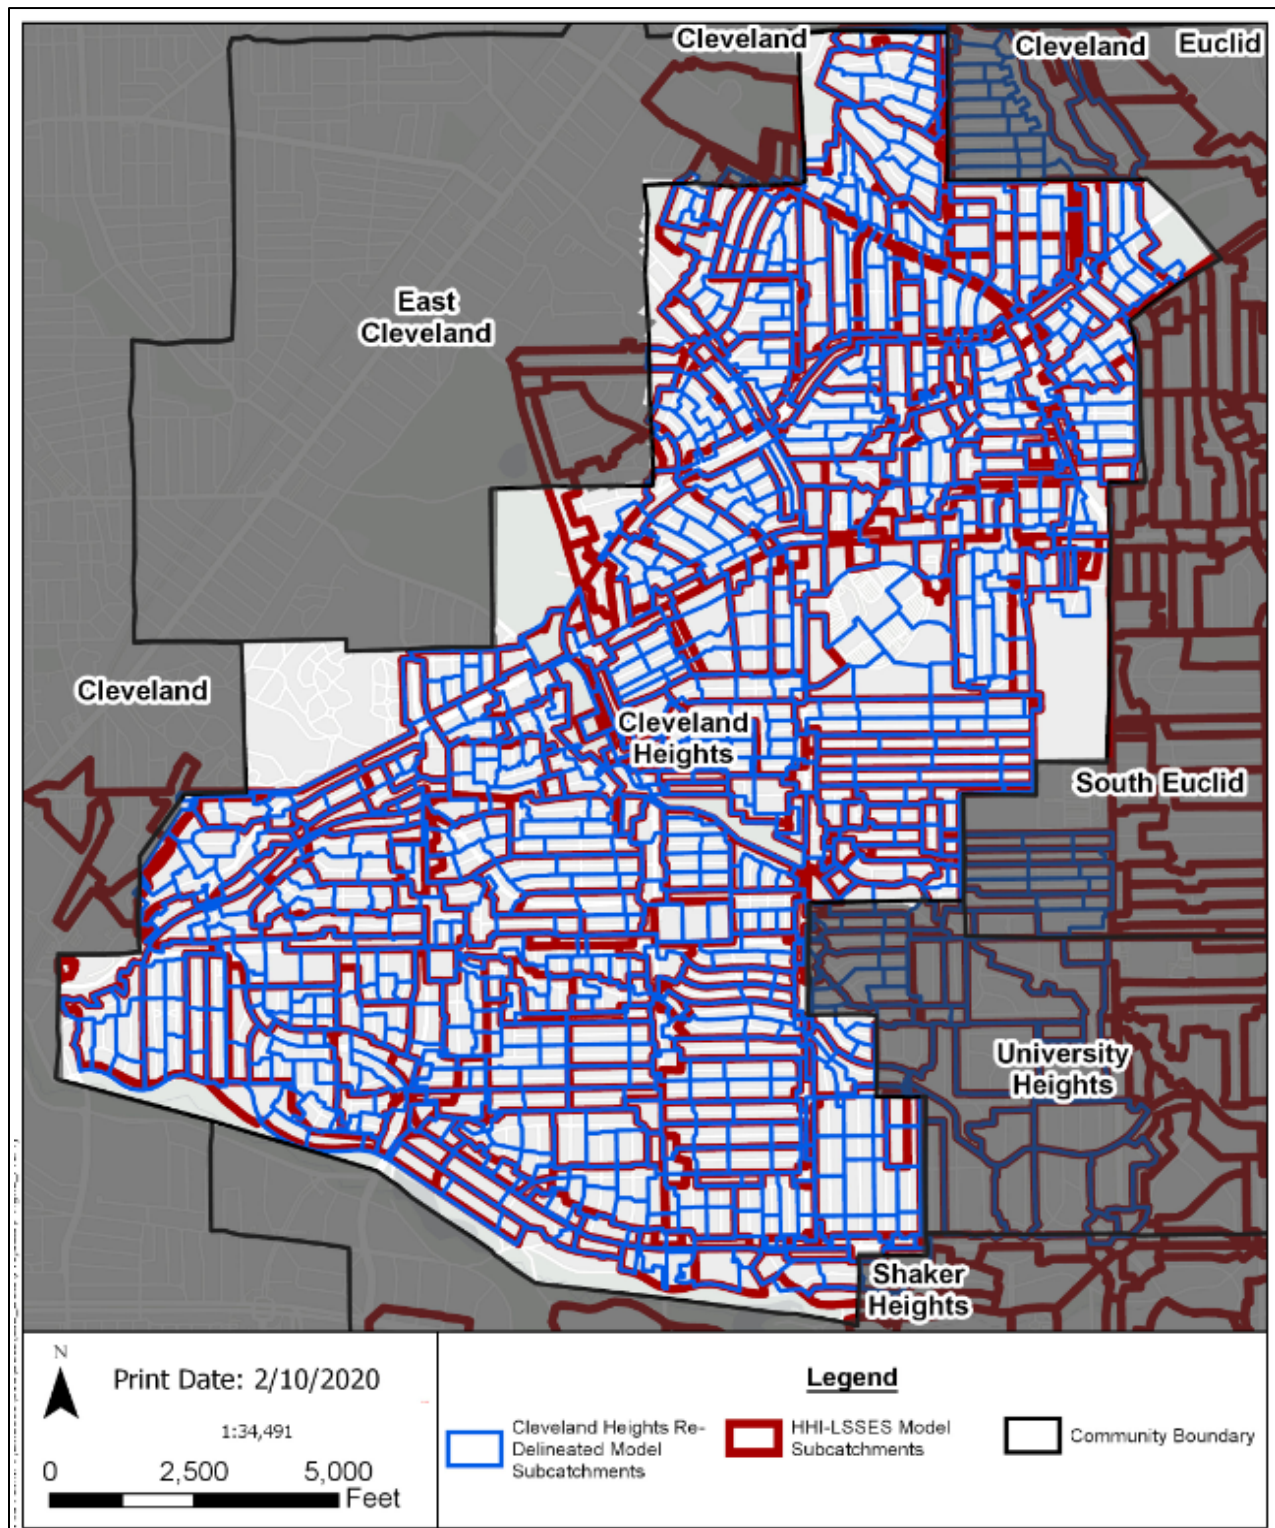 Cleveland
Cleveland
Euclid
East
Cleveland
Cleveland
Cleveland
Heights
South Euclid
University
Heights
Shaker
Heights
N
Print Date: 2/10/2020
1:34,491
0 2,500 5,000
Feet
Legend
Cleveland Heights Re-
Delineated Model
Subcatchments
HHI-LSSES Model
Subcatchments
Community Boundary